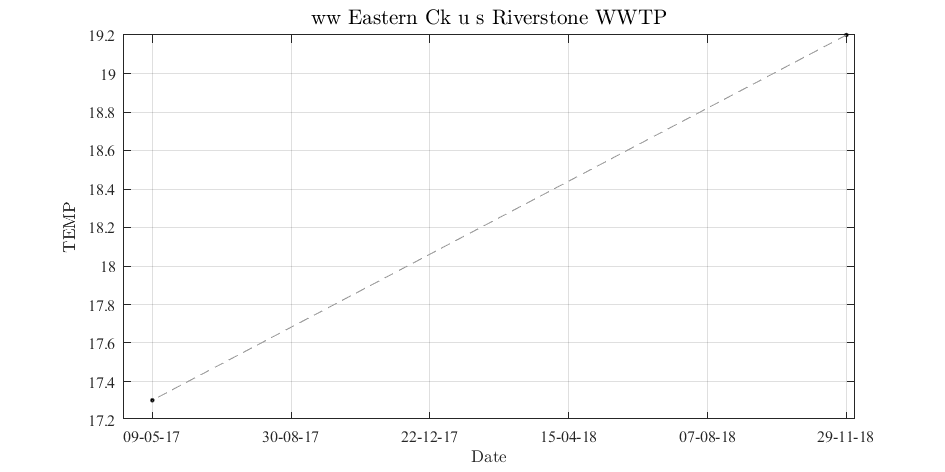 ww Eastern Ck u s Riverstone WWTP
19.2
19
18.8
18.6
18.4
18.2
18
17.8
17.6
17.4
17.2
TEMP
09-05-17 30-08-17 22-12-17 15-04-18 07-08-18 29-11-18
Date